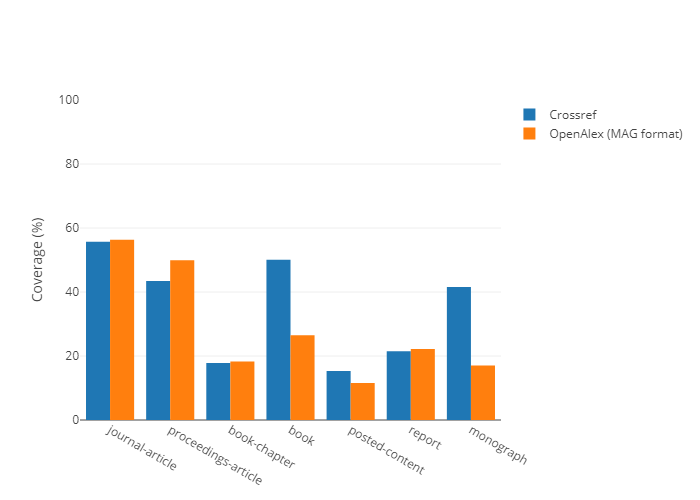 100
80
60
40
20
0
Coverage (%)
journal-article
proceedings-article
book-chapter
book
posted-content
report
monograph
Crossref
OpenAlex (MAG format)